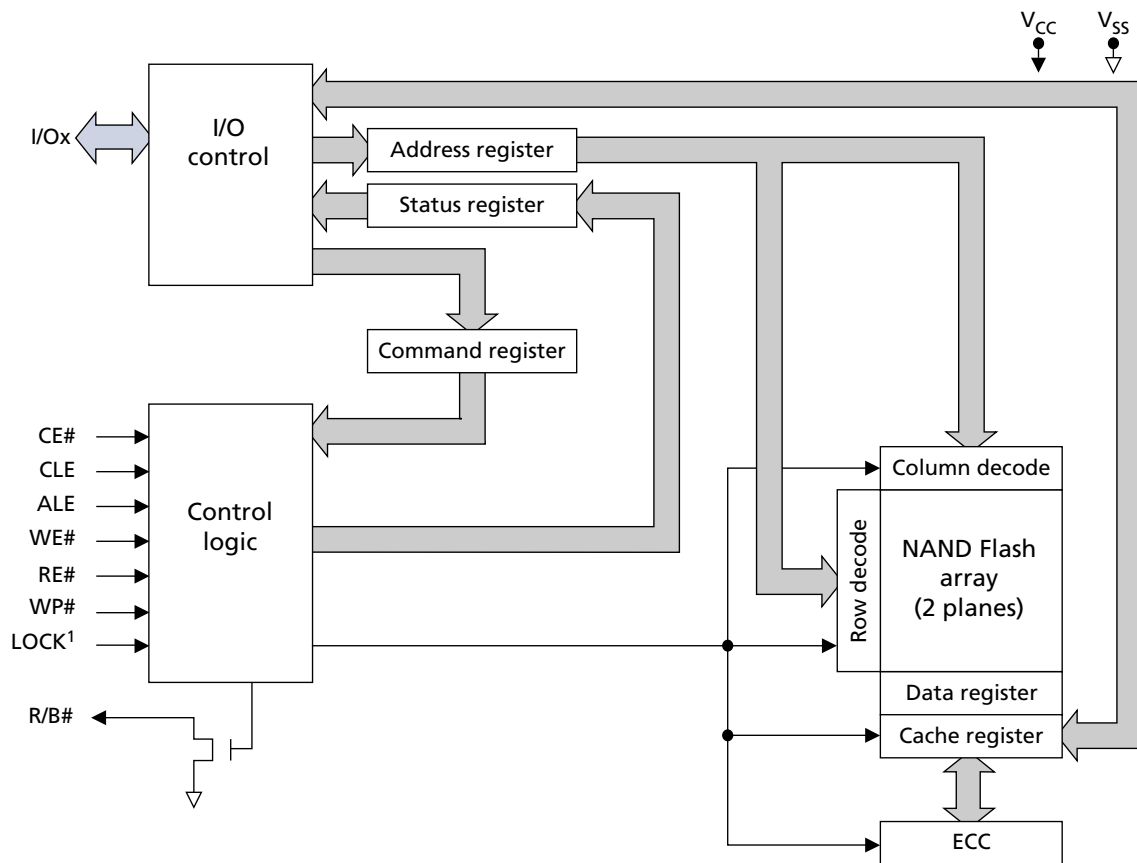 VCC
VSS
I/Ox
I/O
control
Address register
Status register
Command register
CE#
CLE
ALE
WE#
RE#
WP#
LOCK1
R/B#
Control
logic
Column decode
Row decode
NAND Flash
array
(2 planes)
Data register
Cache register
ECC